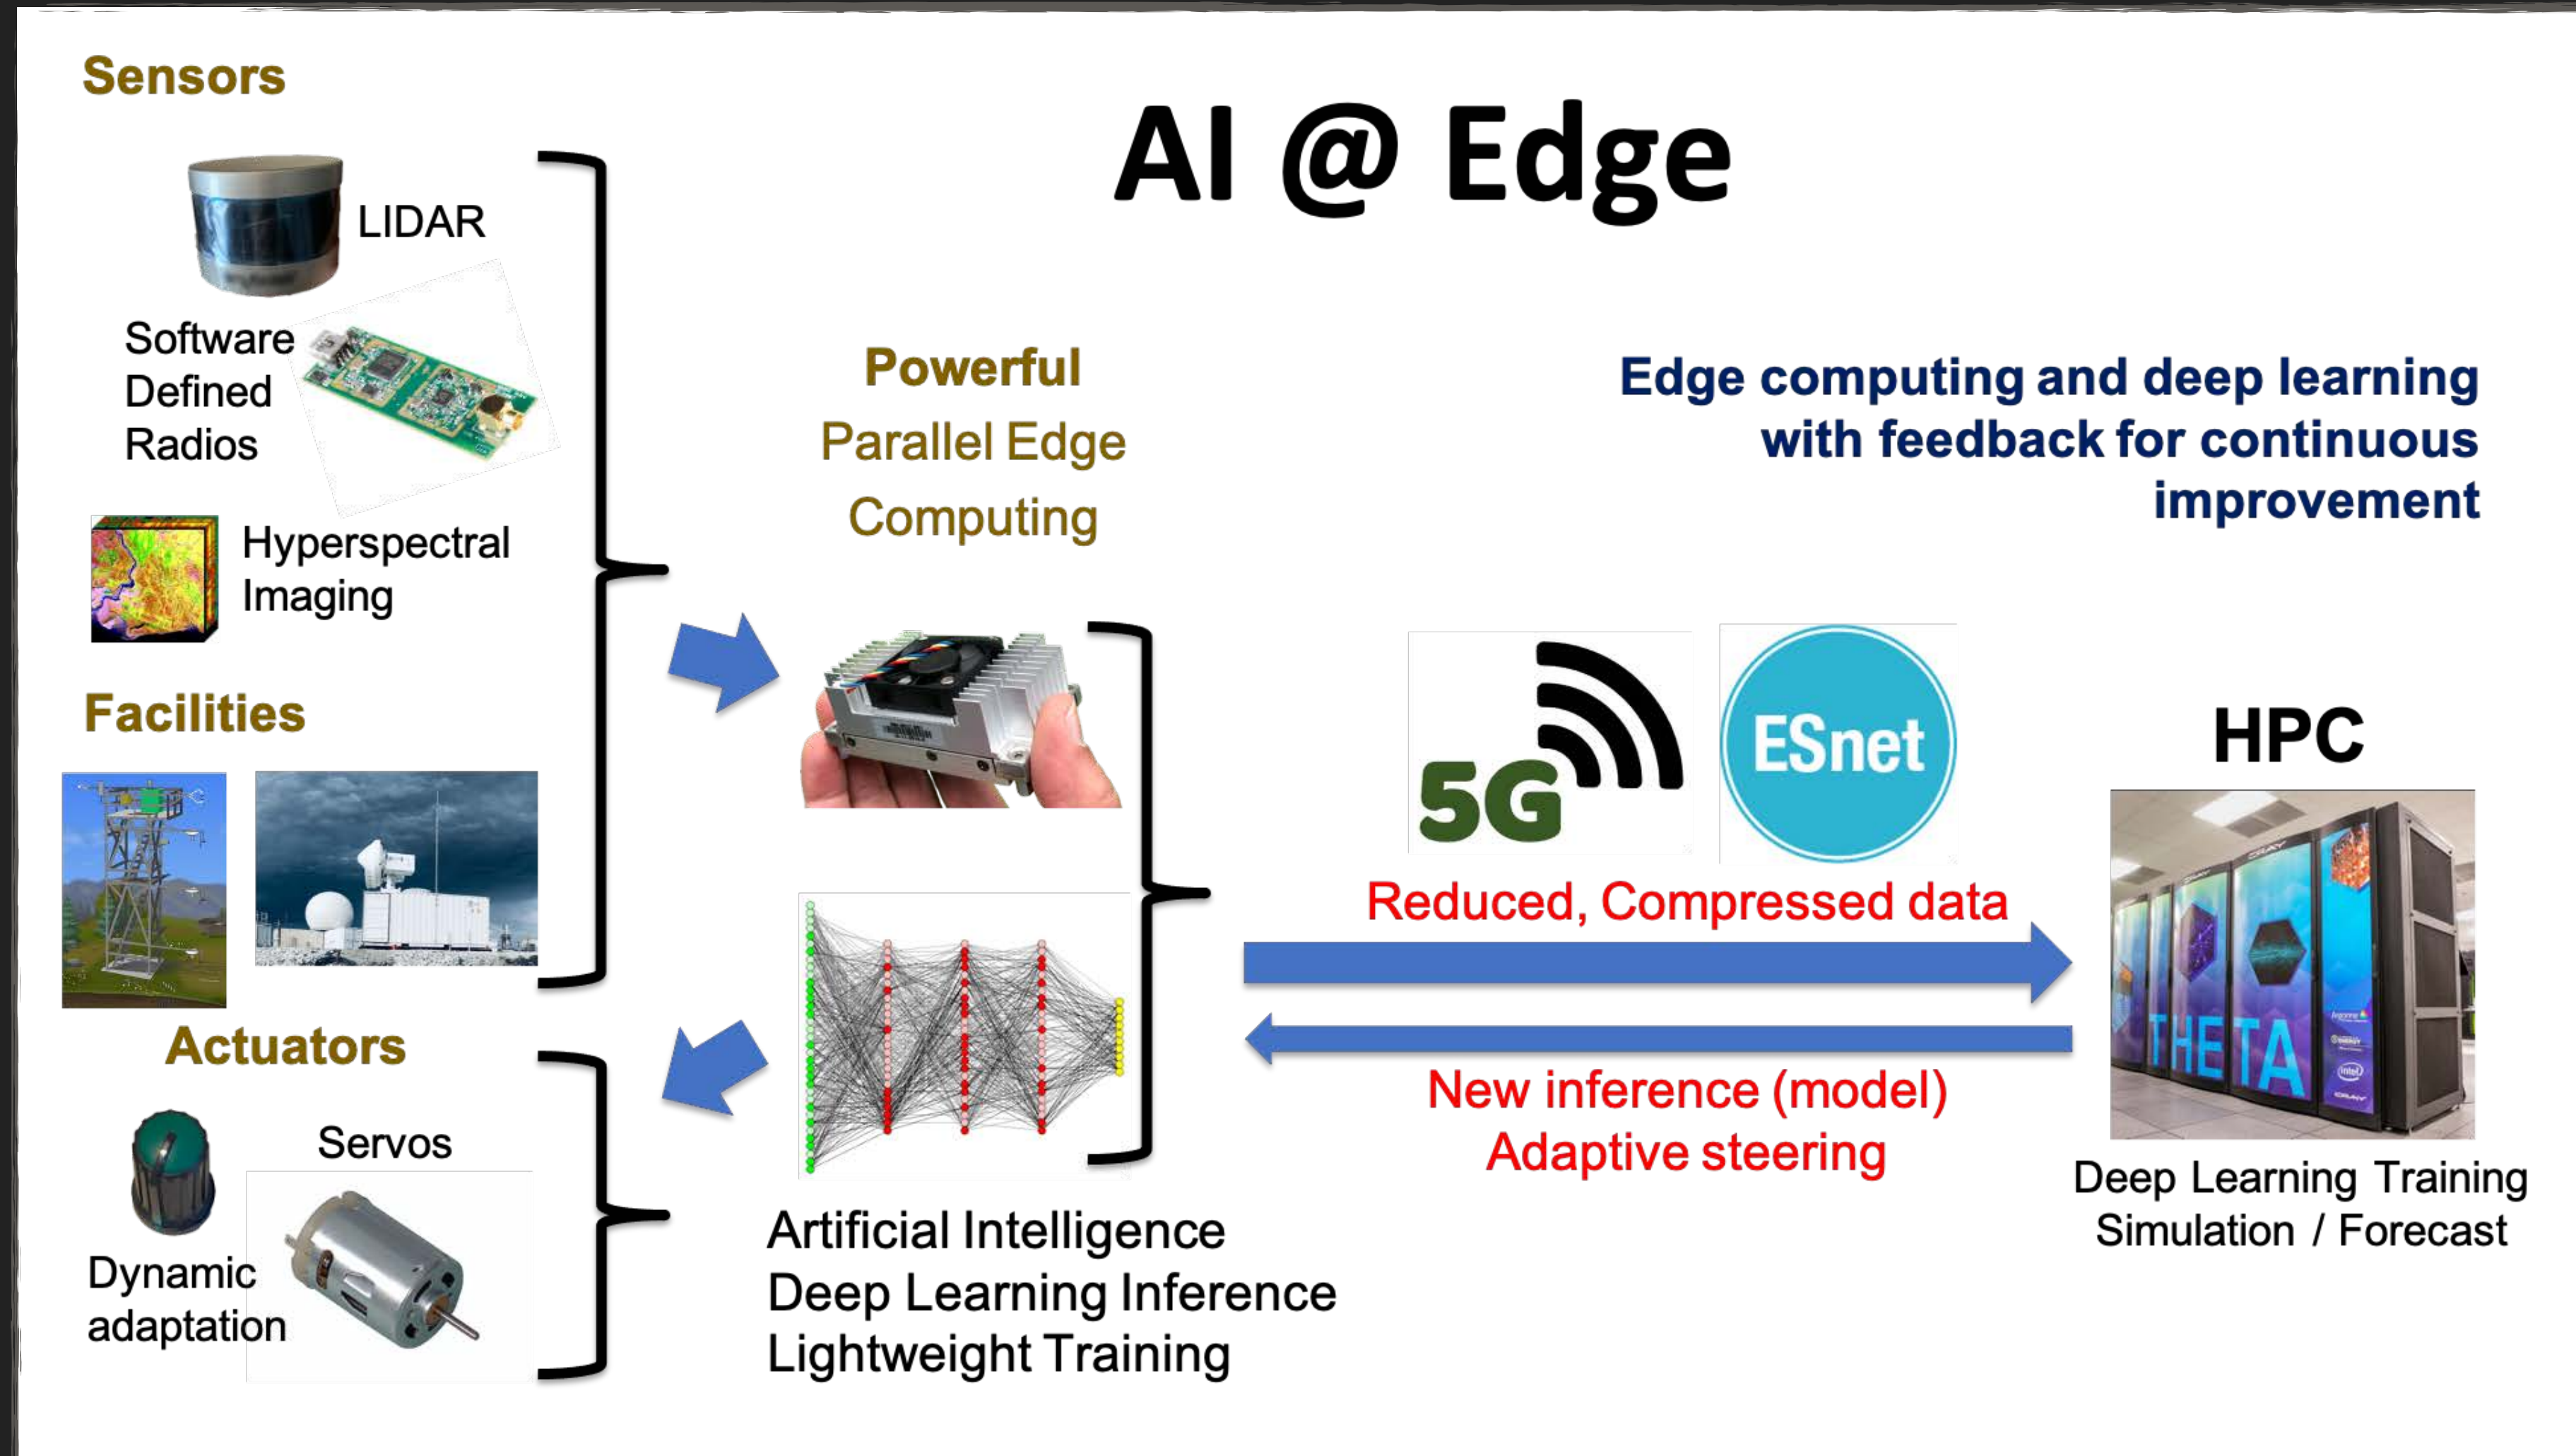 AI @ Edge
Sensors
LIDAR
Software
Defined
Radios
Hyperspectral
Imaging
Facilities
Actuators
Servos
Dynamic
adaptation
Powerful
Parallel Edge
Computing
Artificial Intelligence
Deep Learning Inference
Lightweight Training
Edge computing and deep learning
with feedback for continuous
improvement
5G
ESnet
Reduced, Compressed data
New inference (model)
Adaptive steering
HPC
CRAY
THETA
intel
Deep Learning Training
Simulation / Forecast